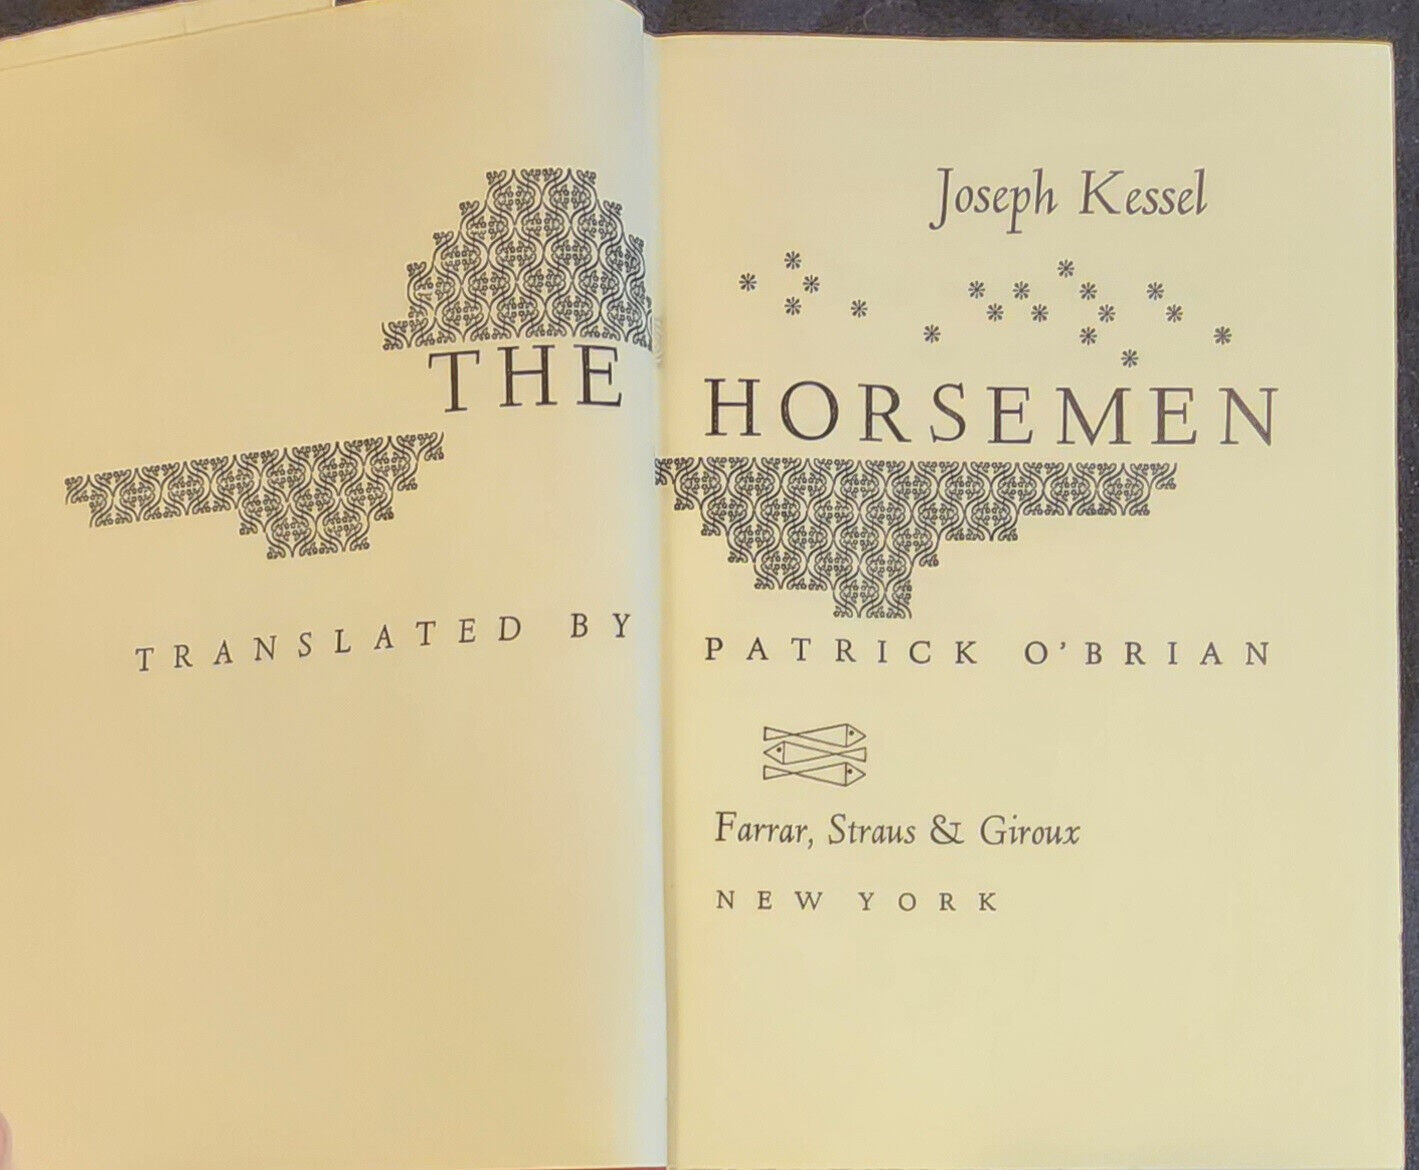 Joseph Kessel
THE HORSEMEN
TRANSLATED BY PATRICK O'BRIAN
Farrar, Straus & Giroux
NEW YORK